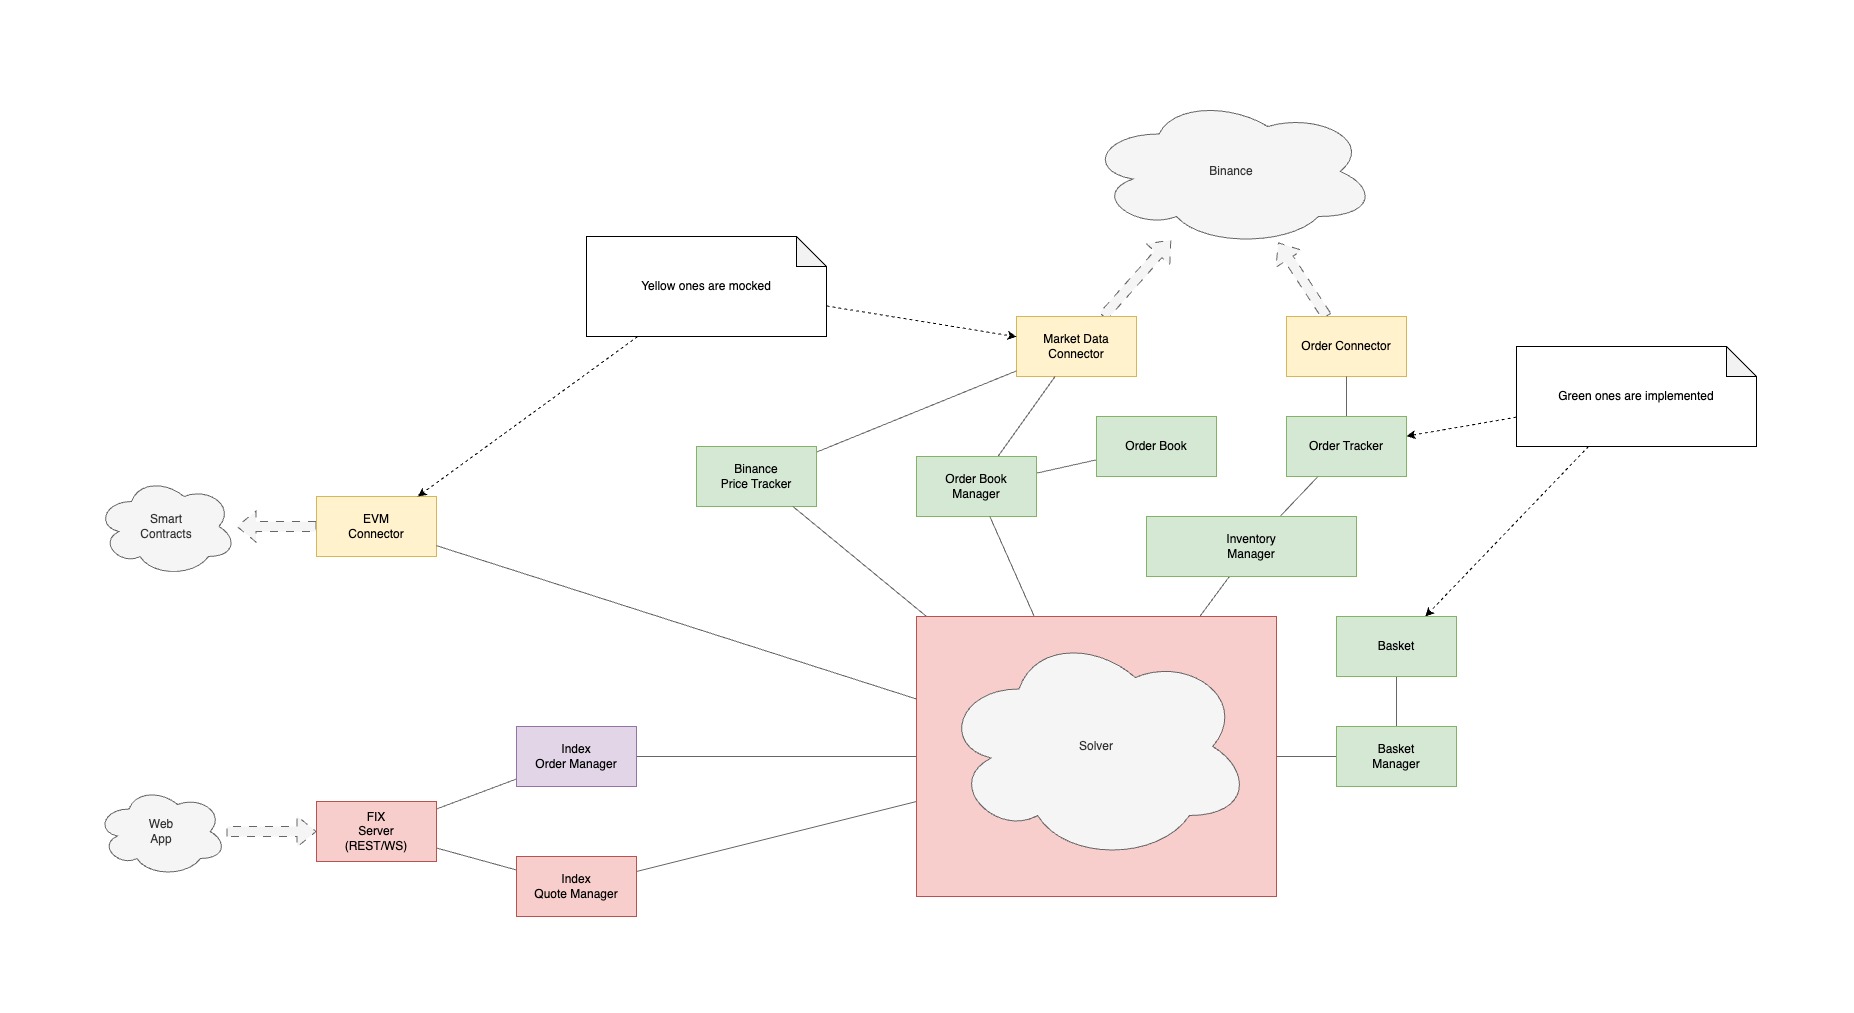 Binance
Yellow ones are mocked
Market Data
Connector
Order Connector
Green ones are implemented
Binance
Price Tracker
Order Book
Manager
Order Book
Order Tracker
Smart
Contracts
EVM
Connector
Inventory
Manager
Basket
Solver
Index
Order Manager
Basket
Manager
Web
App
FIX
Server
(REST/WS)
Index
Quote Manager